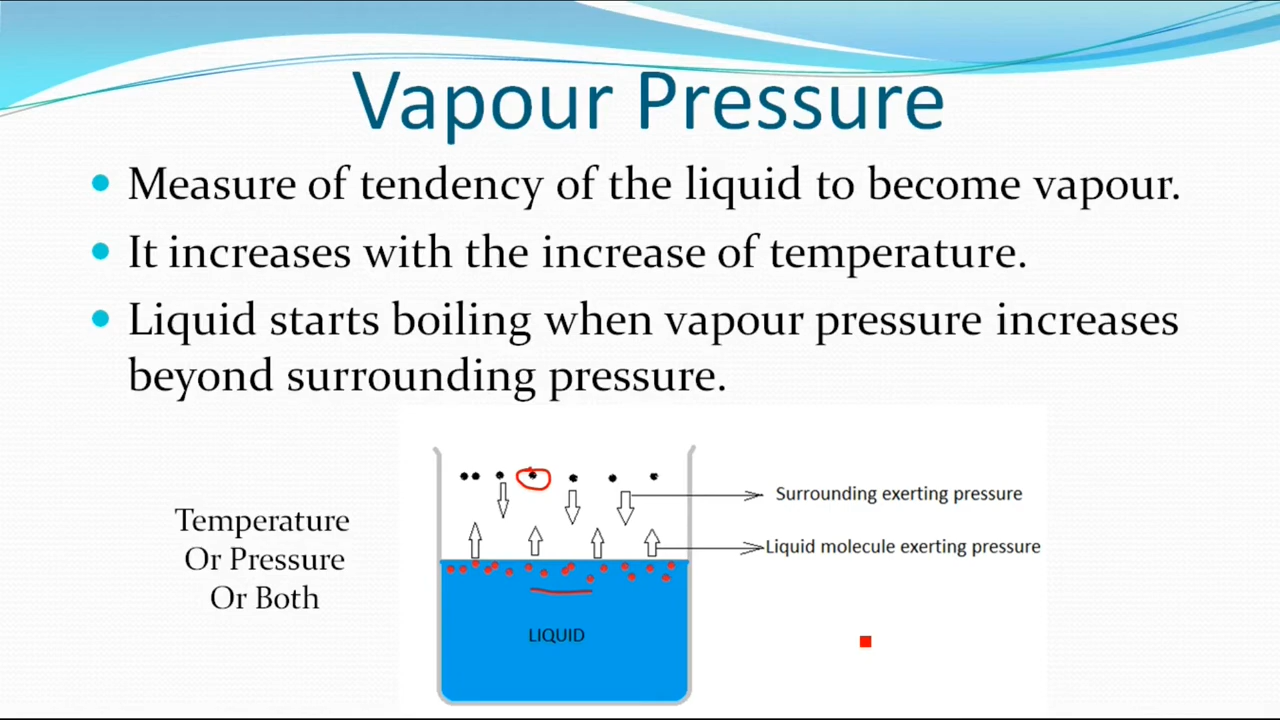 Vapour Pressure
Measure of tendency of the liquid to become vapour.
It increases with the increase of temperature.
Liquid starts boiling when vapour pressure increases
beyond surrounding pressure.
Temperature
Or Pressure
Or Both
Surrounding exerting pressure
Liquid molecule exerting pressure
LIQUID